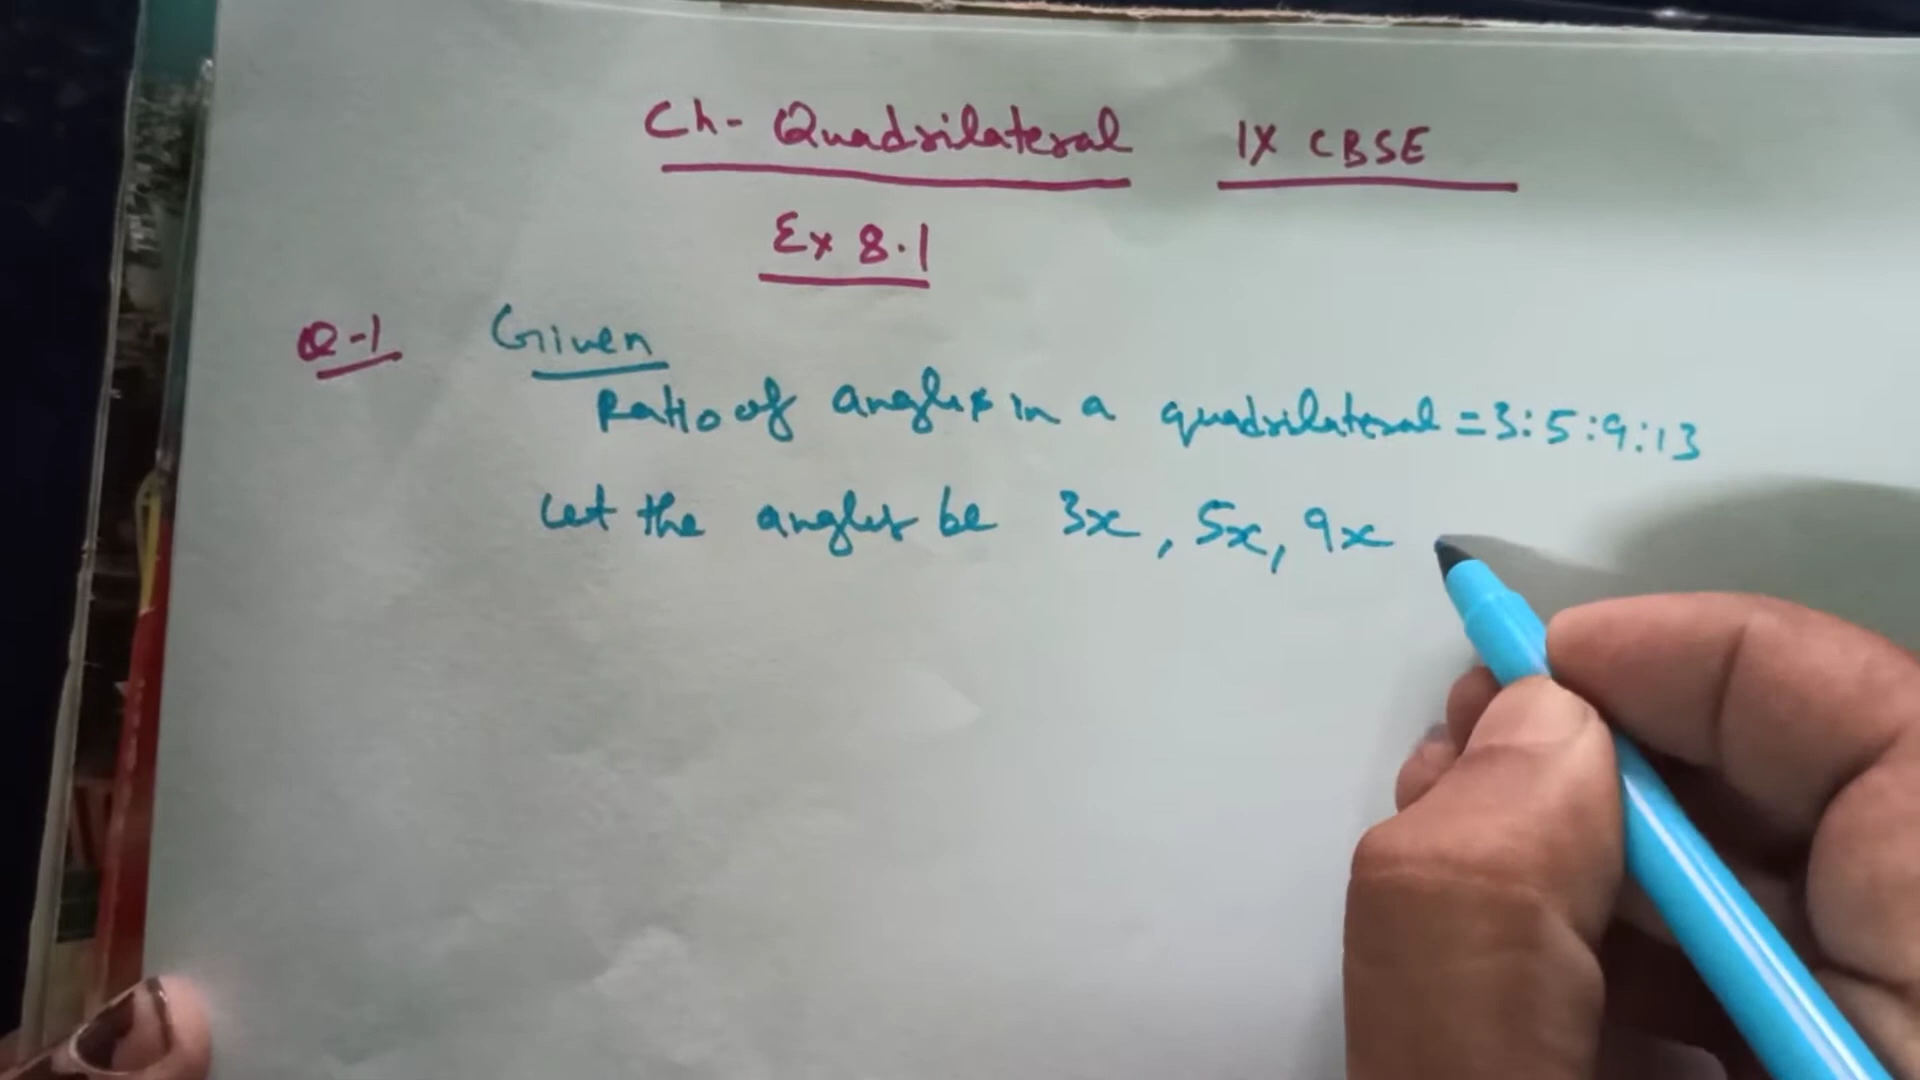 Ch- Quadrilateral IX CBSE
Ex 8.1
Q-1 Given
Ratio of angles in a quadrilateral = 3:5:9:13
Let the angles be 3x, 5x, 9x